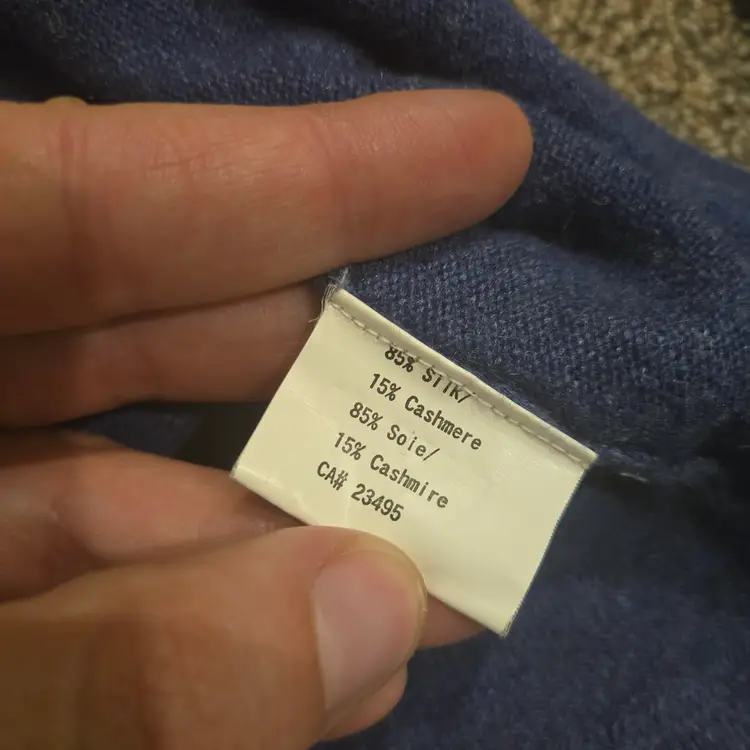 85% Silk/
15% Cashmere
85% Soie/
15% Cashmire
CA# 23495